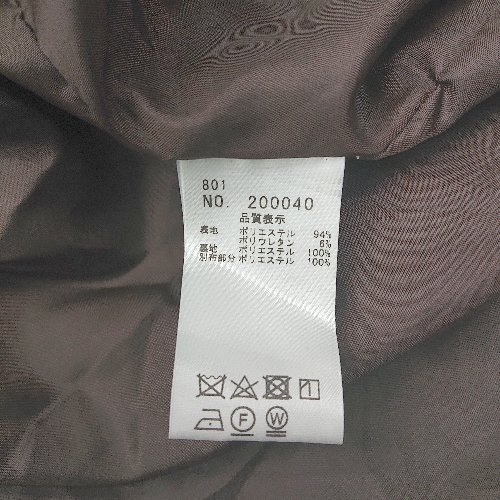 801
NO. 200040
品質表示
表地 ポリエステル 94%
ポリウレタン 6%
裏地 ポリエステル 100%
別布部分 ポリエステル 100%
F W